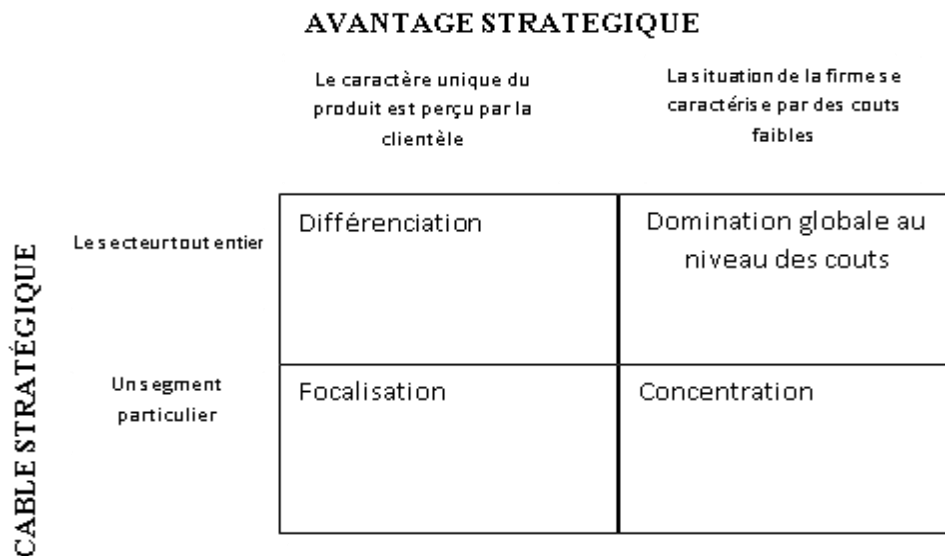 AVANTAGE STRATEGIQUE
Le caractère unique du
produit est perçu par la
clientèle
La situation de la firme se
caractérise par des couts
faibles
CABLE STRATÉGIQUE
Le secteur tout entier
Différenciation
Domination globale au
niveau des couts
Un segment
particulier
Focalisation
Concentration